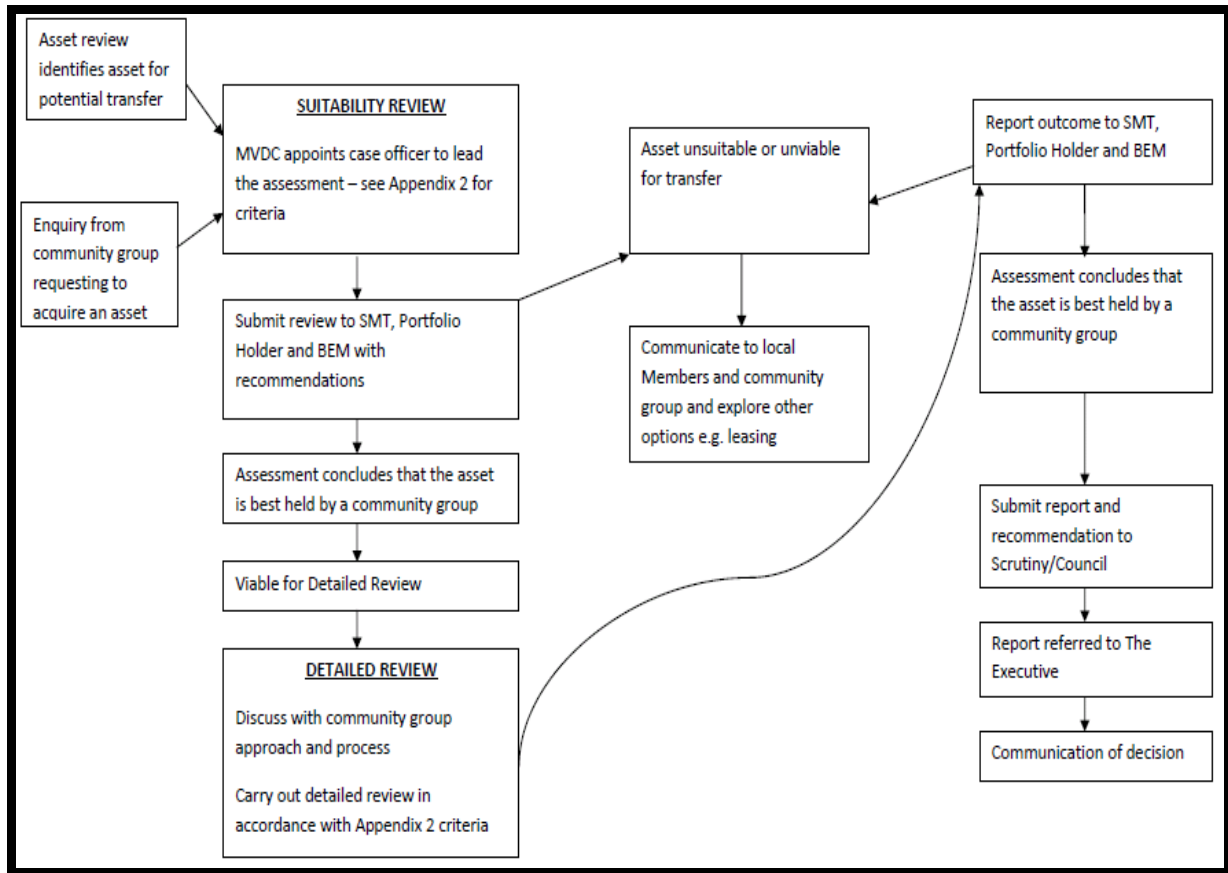 Asset review
identifies asset for
potential transfer
Enquiry from
community group
requesting to
acquire an asset
SUITABILITY REVIEW
MVDC appoints case officer to lead
the assessment – see Appendix 2 for
criteria
Submit review to SMT, Portfolio
Holder and BEM with
recommendations
Assessment concludes that the asset
is best held by a community group
Viable for Detailed Review
DETAILED REVIEW
Discuss with community group
approach and process
Carry out detailed review in
accordance with Appendix 2 criteria
Asset unsuitable or unviable
for transfer
Communicate to local
Members and community
group and explore other
options e.g. leasing
Report outcome to SMT,
Portfolio Holder and BEM
Assessment concludes that
the asset is best held by a
community group
Submit report and
recommendation to
Scrutiny/Council
Report referred to The
Executive
Communication of decision